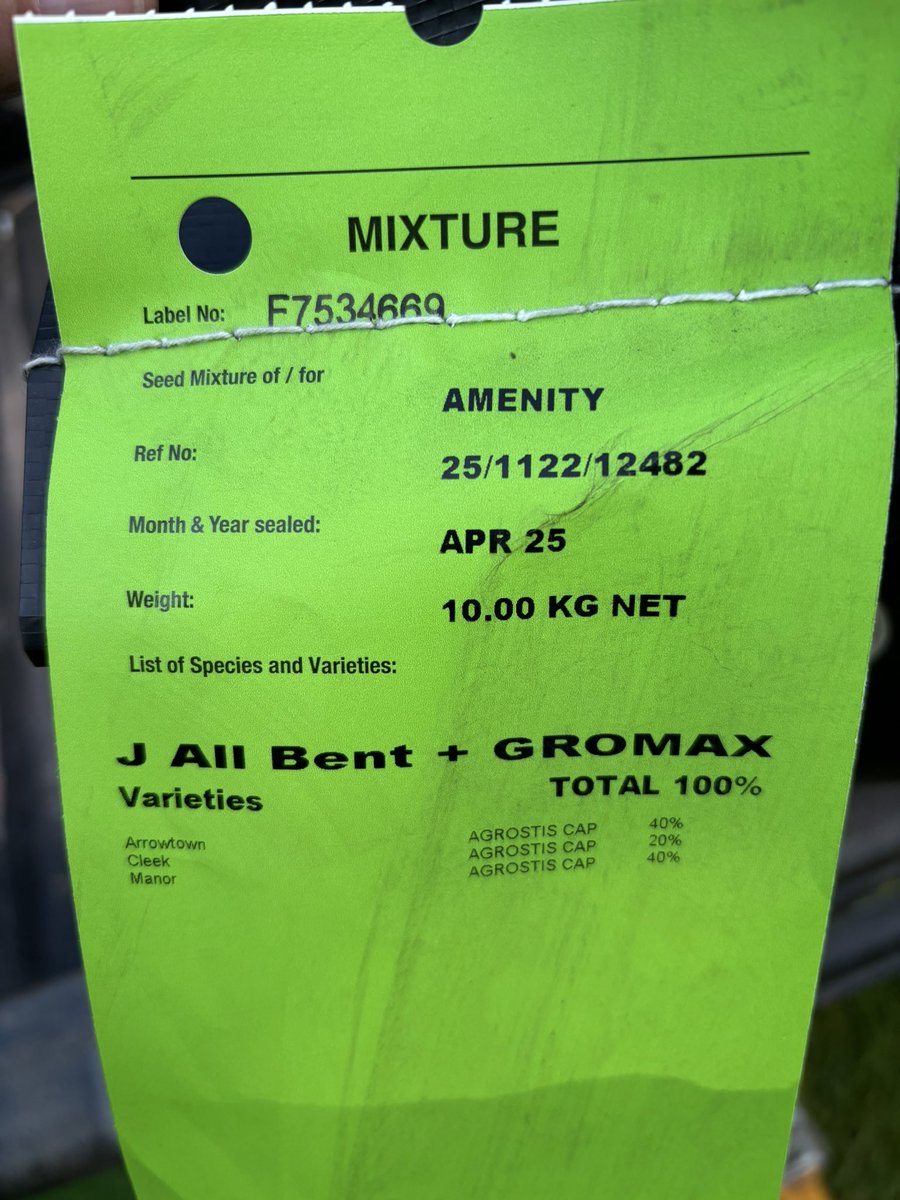 MIXTURE
Label No: F7534669
Seed Mixture of / for
AMENITY
Ref No:
25/1122/12482
Month & Year sealed:
APR 25
Weight:
10.00 KG NET
List of Species and Varieties:
J All Bent + GROMAX
Varieties TOTAL 100%
Arrowtown AGROSTIS CAP 40%
Cleek AGROSTIS CAP 20%
Manor AGROSTIS CAP 40%